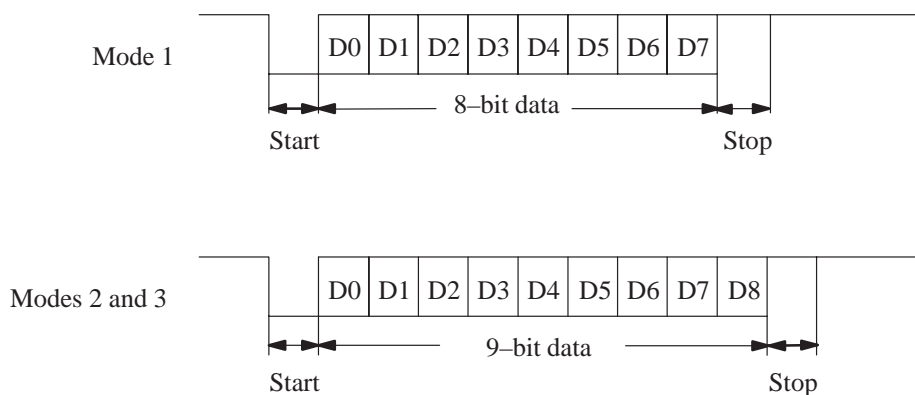 Mode 1
D0 D1 D2 D3 D4 D5 D6 D7
8–bit data
Start Stop
Modes 2 and 3
D0 D1 D2 D3 D4 D5 D6 D7 D8
9–bit data
Start Stop